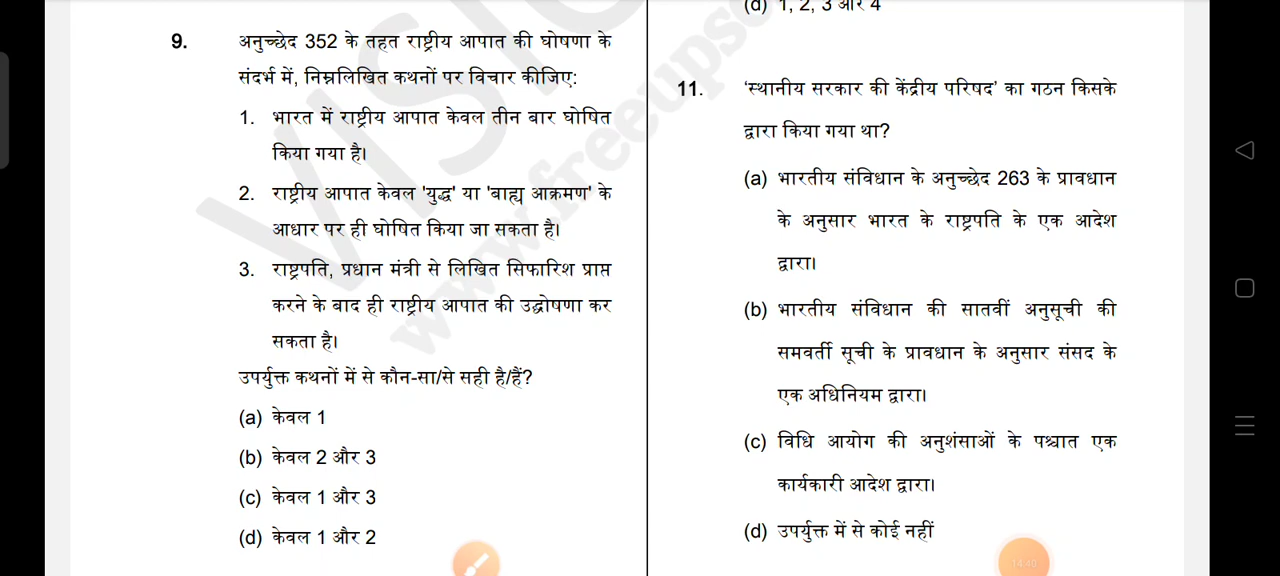 9. अनुच्छेद 352 के तहत राष्ट्रीय आपात की घोषणा के
संदर्भ में, निम्नलिखित कथनों पर विचार कीजिए:
1. भारत में राष्ट्रीय आपात केवल तीन बार घोषित
किया गया है।
2. राष्ट्रीय आपात केवल 'युद्ध' या 'बाह्य आक्रमण' के
आधार पर ही घोषित किया जा सकता है।
3. राष्ट्रपति, प्रधान मंत्री से लिखित सिफारिश प्राप्त
करने के बाद ही राष्ट्रीय आपात की उद्घोषणा कर
सकता है।
उपर्युक्त कथनों में से कौन-सा/से सही है/हैं?
(a) केवल 1
(b) केवल 2 और 3
(c) केवल 1 और 3
(d) केवल 1 और 2
(d) 1, 2, 3 और 4
11. 'स्थानीय सरकार की केंद्रीय परिषद' का गठन किसके
द्वारा किया गया था?
(a) भारतीय संविधान के अनुच्छेद 263 के प्रावधान
के अनुसार भारत के राष्ट्रपति के एक आदेश
द्वारा।
(b) भारतीय संविधान की सातवीं अनुसूची की
समवर्ती सूची के प्रावधान के अनुसार संसद के
एक अधिनियम द्वारा।
(c) विधि आयोग की अनुशंसाओं के पश्चात एक
कार्यकारी आदेश द्वारा।
(d) उपर्युक्त में से कोई नहीं
14:40